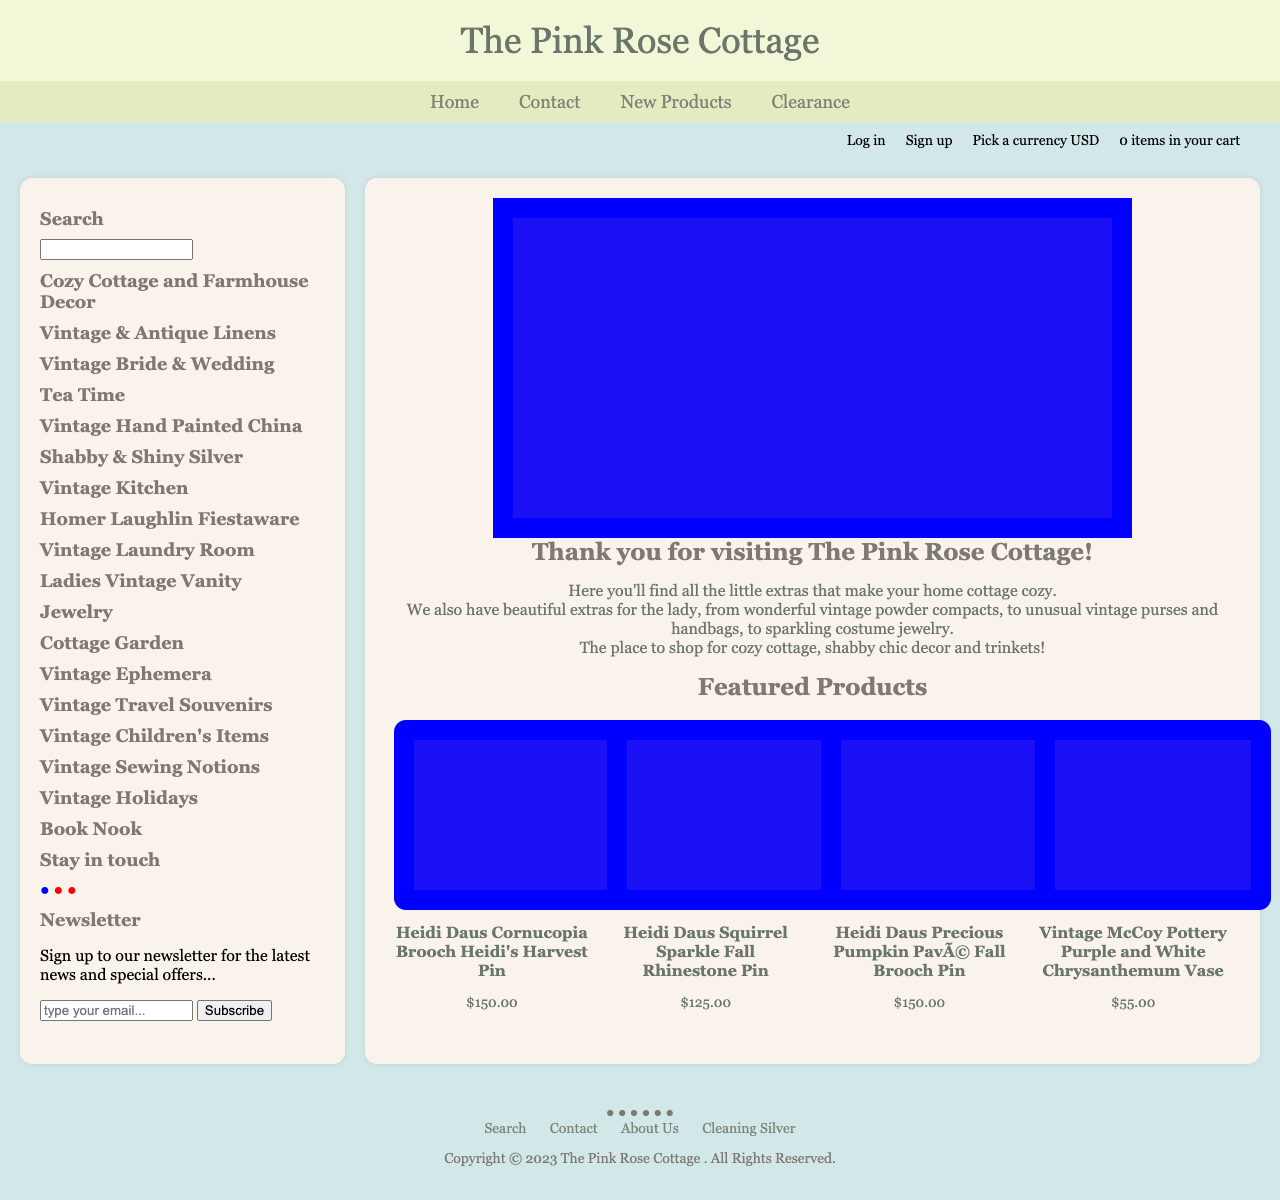 The Pink Rose Cottage
Home Contact New Products Clearance
Log in Sign up Pick a currency USD 0 items in your cart
Search
Cozy Cottage and Farmhouse
Decor
Vintage & Antique Linens
Vintage Bride & Wedding
Tea Time
Vintage Hand Painted China
Shabby & Shiny Silver
Vintage Kitchen
Homer Laughlin Fiestaware
Vintage Laundry Room
Ladies Vintage Vanity
Jewelry
Cottage Garden
Vintage Ephemera
Vintage Travel Souvenirs
Vintage Children's Items
Vintage Sewing Notions
Vintage Holidays
Book Nook
Stay in touch
Newsletter
Sign up to our newsletter for the latest
news and special offers...
type your email... Subscribe
Thank you for visiting The Pink Rose Cottage!
Here you'll find all the little extras that make your home cottage cozy.
We also have beautiful extras for the lady, from wonderful vintage powder compacts, to unusual vintage purses and
handbags, to sparkling costume jewelry.
The place to shop for cozy cottage, shabby chic decor and trinkets!
Featured Products
Heidi Daus Cornucopia
Brooch Heidi's Harvest
Pin
$150.00
Heidi Daus Squirrel
Sparkle Fall
Rhinestone Pin
$125.00
Heidi Daus Precious
Pumpkin PavÃ© Fall
Brooch Pin
$150.00
Vintage McCoy Pottery
Purple and White
Chrysanthemum Vase
$55.00
Search Contact About Us Cleaning Silver
Copyright © 2023 The Pink Rose Cottage . All Rights Reserved.